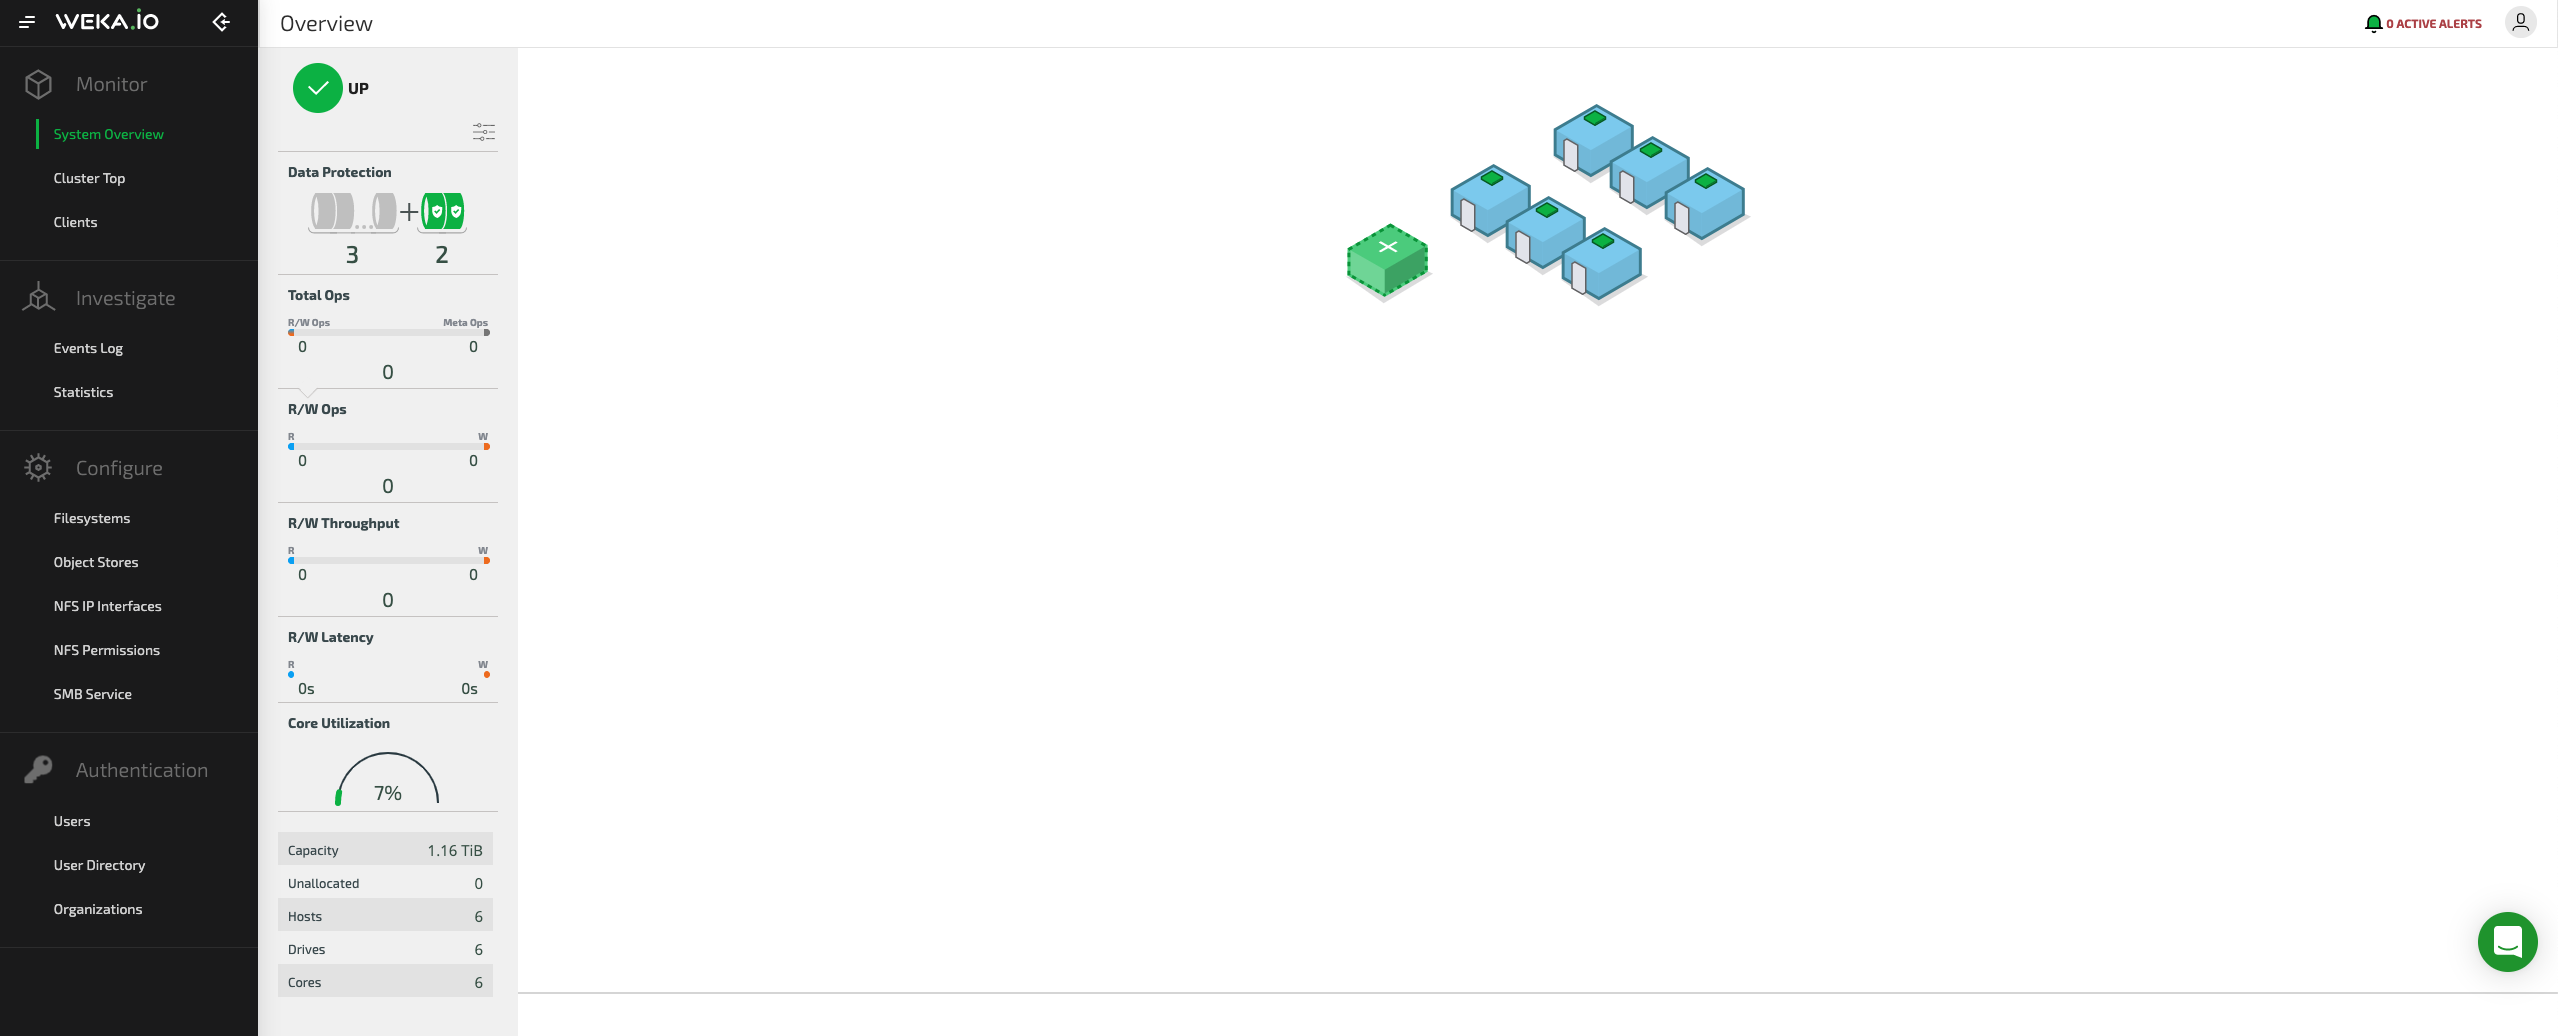 WEKA.iO
Monitor
System Overview
Cluster Top
Clients
Investigate
Events Log
Statistics
Configure
Filesystems
Object Stores
NFS IP Interfaces
NFS Permissions
SMB Service
Authentication
Users
User Directory
Organizations
Overview
0 ACTIVE ALERTS
UP
Data Protection
3 2
Total Ops
R/W Ops Meta Ops
0 0
0
R/W Ops
R W
0 0
0
R/W Throughput
R W
0 0
0
R/W Latency
R W
0s 0s
Core Utilization
7%
Capacity 1.16 TiB
Unallocated 0
Hosts 6
Drives 6
Cores 6